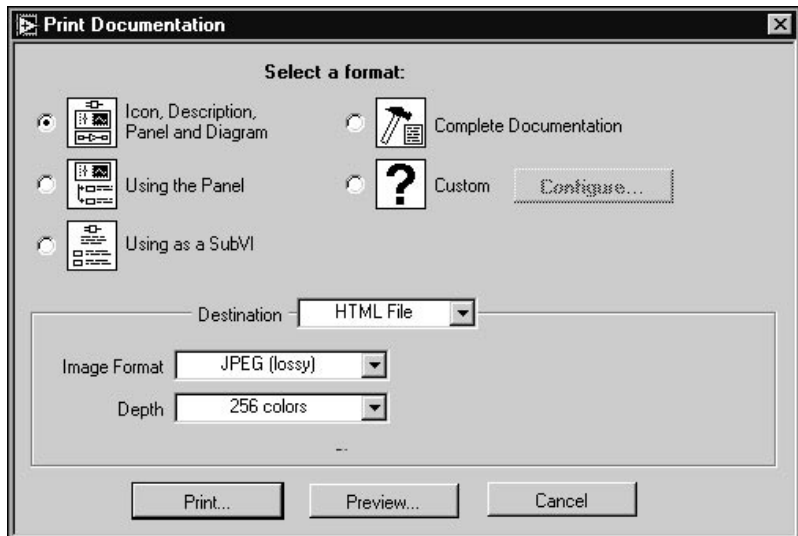 Print Documentation
Select a format:
Icon, Description,
Panel and Diagram
Complete Documentation
Using the Panel
Custom
Configure...
Using as a SubVI
Destination
HTML File
Image Format
JPEG (lossy)
Depth
256 colors
Print...
Preview...
Cancel